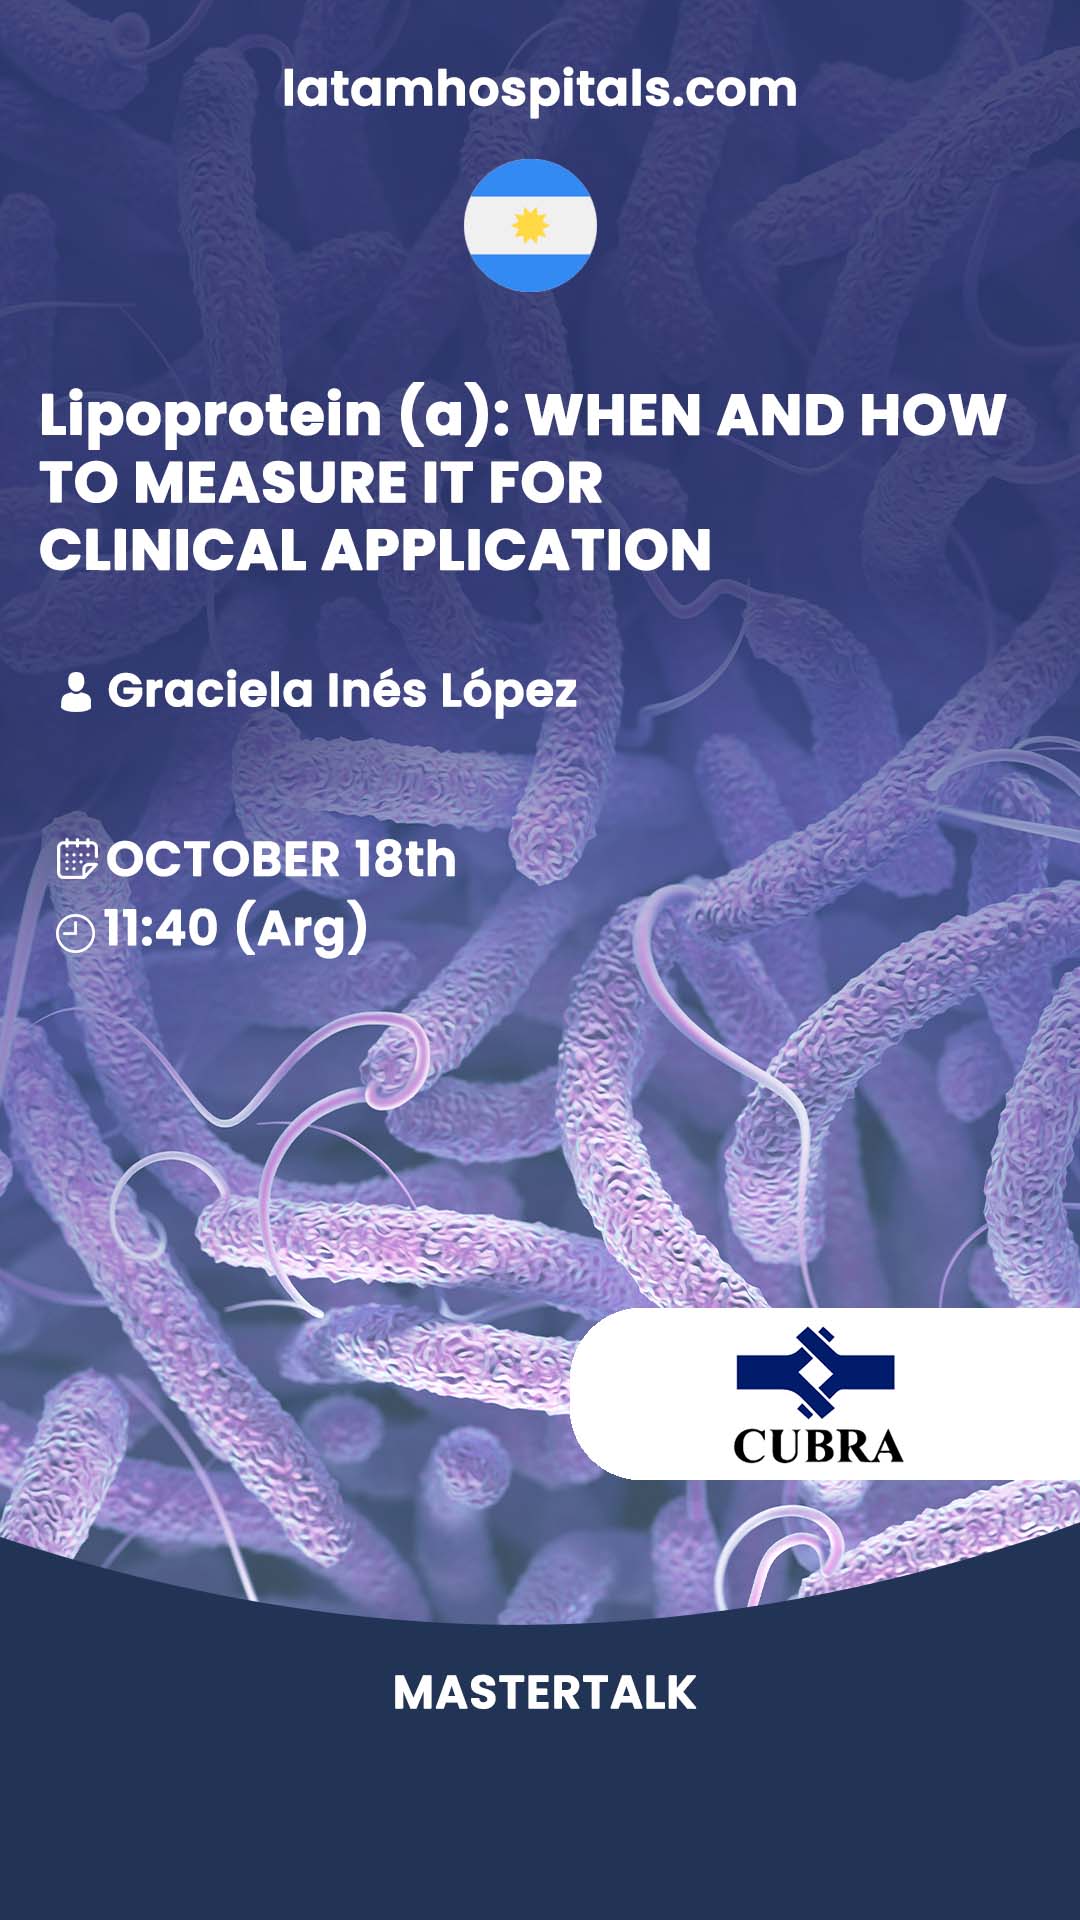 latamhospitals.com
Lipoprotein (a): WHEN AND HOW
TO MEASURE IT FOR
CLINICAL APPLICATION
Graciela Inés López
OCTOBER 18th
11:40 (Arg)
CUBRA
MASTERTALK